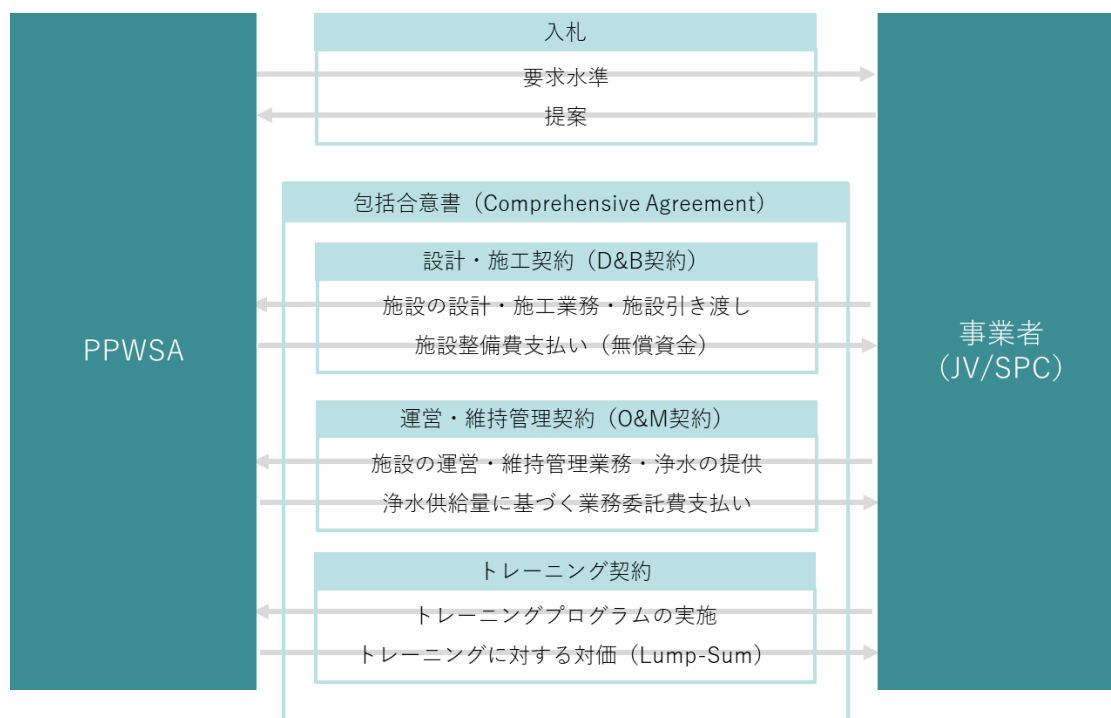 入札
要求水準
提案
包括合意書（Comprehensive Agreement）
設計・施工契約（D&B契約）
施設の設計・施工業務・施設引き渡し
施設整備費支払い（無償資金）
PPWSA
事業者
（JV/SPC）
運営・維持管理契約（O&M契約）
施設の運営・維持管理業務・浄水の提供
浄水供給量に基づく業務委託費支払い
トレーニング契約
トレーニングプログラムの実施
トレーニングに対する対価（Lump-Sum）